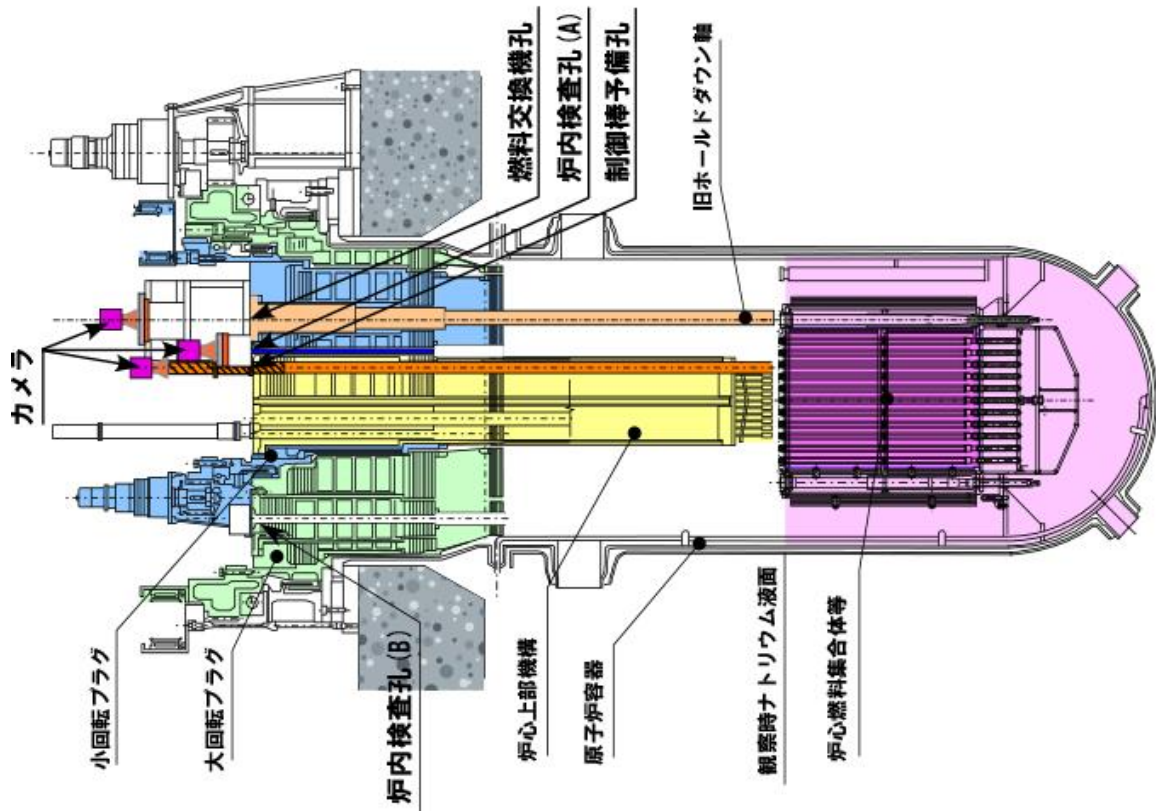 カメラ
燃料交換機孔
炉内検査孔(A)
制御棒予備孔
旧ホールドダウン軸
小回転プラグ
大回転プラグ
炉内検査孔(B)
炉心上部機構
原子炉容器
観察時ナトリウム液面
炉心燃料集合体等